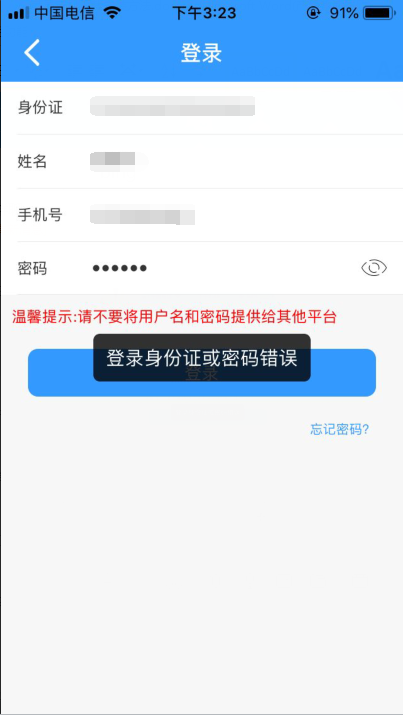 中国电信 下午3:23 91%
登录
身份证
姓名
手机号
密码 ••••••
温馨提示:请不要将用户名和密码提供给其他平台
登录身份证或密码错误
登录
忘记密码?